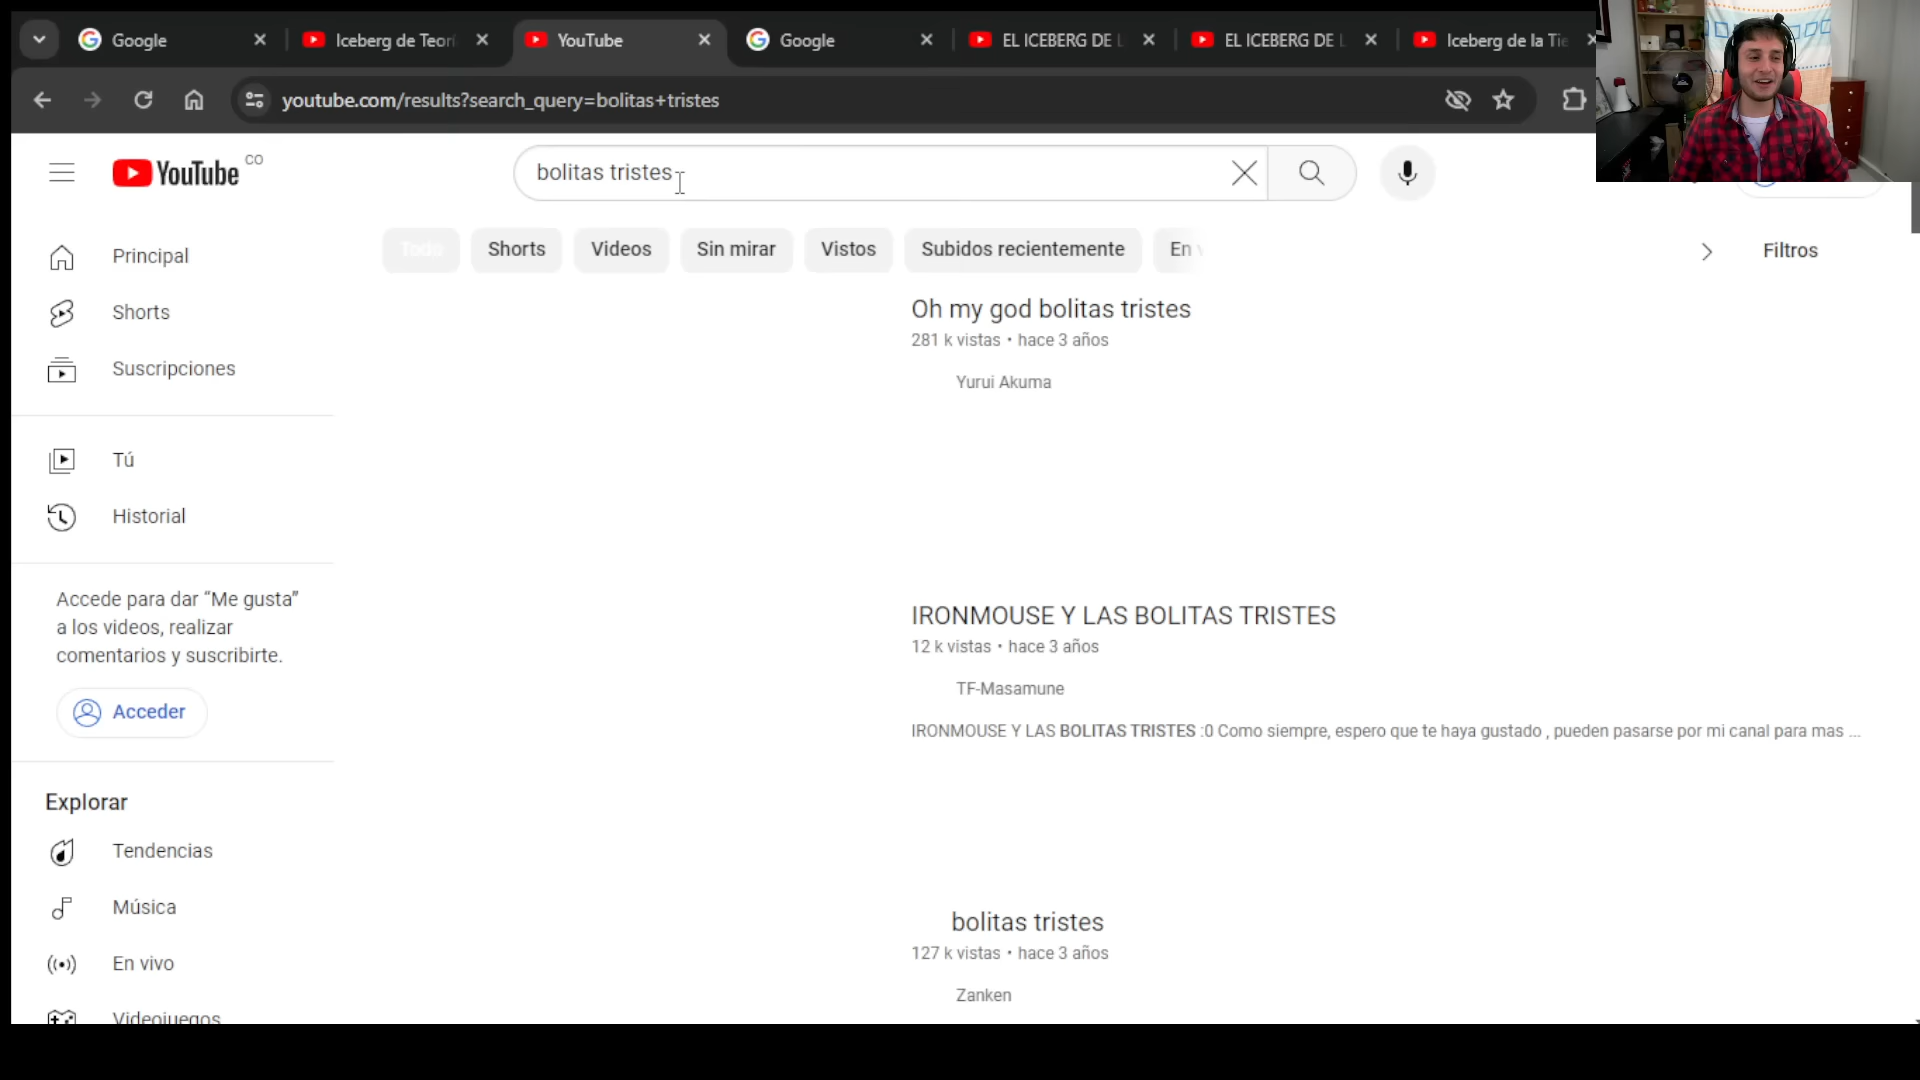 Google
Iceberg de Teorí
YouTube
Google
EL ICEBERG DE L
EL ICEBERG DE L
Iceberg de la Tie
youtube.com/results?search_query=bolitas+tristes
YouTube CO
bolitas tristes
Todo
Shorts
Videos
Sin mirar
Vistos
Subidos recientemente
En v
Filtros
Principal
Shorts
Suscripciones
Tú
Historial
Accede para dar “Me gusta”
a los videos, realizar
comentarios y suscribirte.
Acceder
Explorar
Tendencias
Música
En vivo
Videojuegos
Oh my god bolitas tristes
281 k vistas • hace 3 años
Yurui Akuma
IRONMOUSE Y LAS BOLITAS TRISTES
12 k vistas • hace 3 años
TF-Masamune
IRONMOUSE Y LAS BOLITAS TRISTES :0 Como siempre, espero que te haya gustado , pueden pasarse por mi canal para mas ...
bolitas tristes
127 k vistas • hace 3 años
Zanken